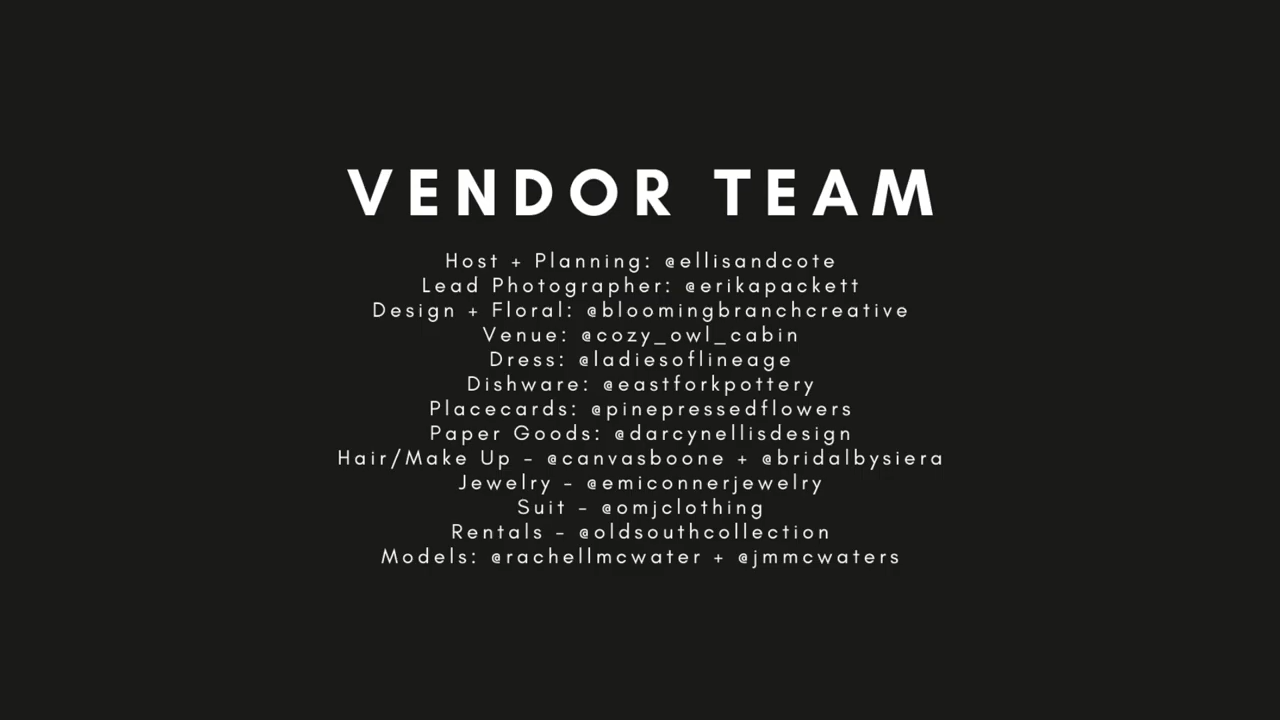 VENDOR TEAM
Host + Planning: @ellisandcote
Lead Photographer: @erikapackett
Design + Floral: @bloomingbranchcreative
Venue: @cozy_owl_cabin
Dress: @ladiesoflineage
Dishware: @eastforkpottery
Placecards: @pinepressedflowers
Paper Goods: @darcynellisdesign
Hair/Make Up - @canvasboone + @bridalbysiera
Jewelry - @emiconnerjewelry
Suit - @omjclothing
Rentals - @oldsouthcollection
Models: @rachellmcwater + @jmmcwaters